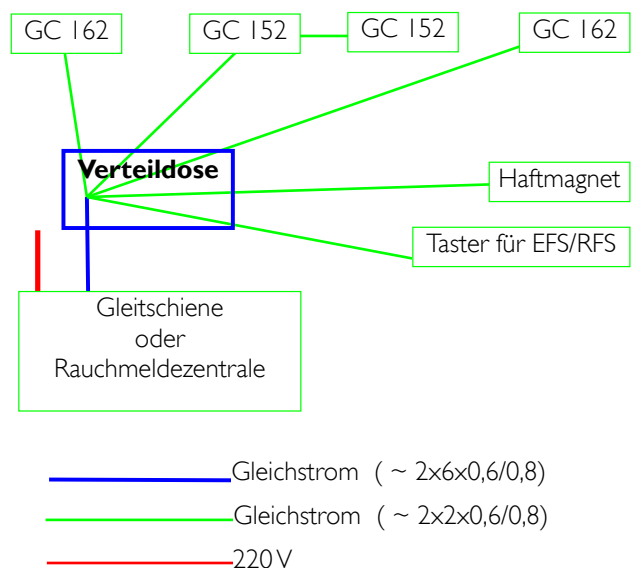 GC 162
GC 152
GC 152
GC 162
Verteildose
Haftmagnet
Taster für EFS/RFS
Gleitschiene
oder
Rauchmeldezentrale
Gleichstrom ( ~ 2x6x0,6/0,8)
Gleichstrom ( ~ 2x2x0,6/0,8)
220 V